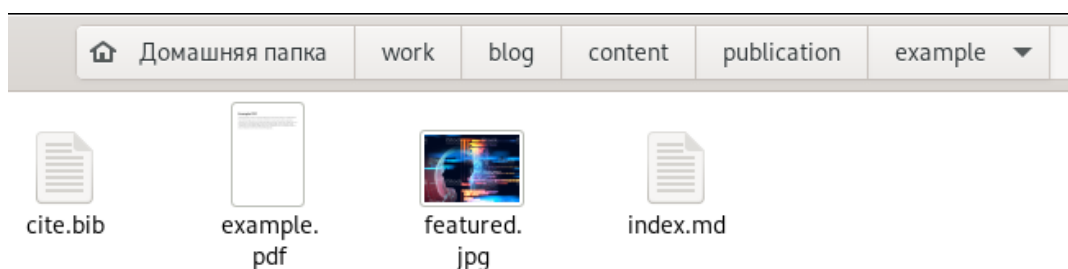 Домашняя папка work blog content publication example
cite.bib example. featured. index.md
pdf jpg